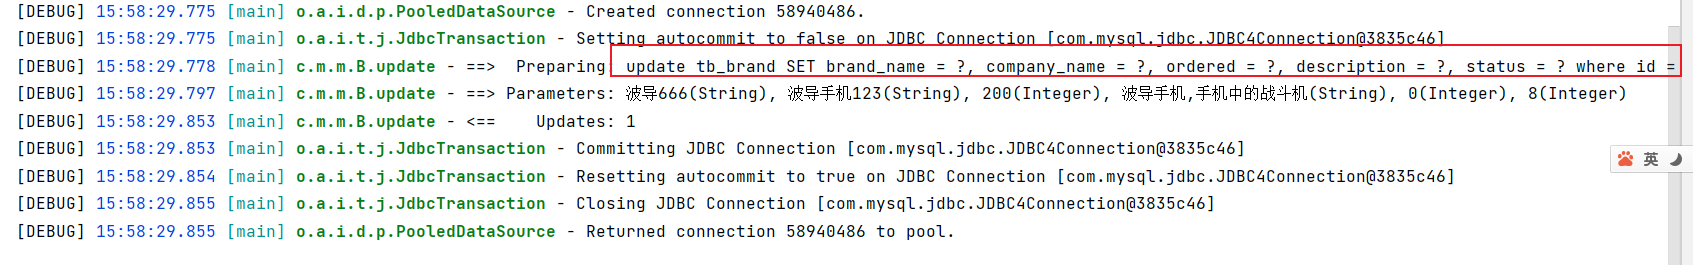 [DEBUG] 15:58:29.775 [main] o.a.i.d.p.PooledDataSource - Created connection 58940486.
[DEBUG] 15:58:29.775 [main] o.a.i.t.j.JdbcTransaction - Setting autocommit to false on JDBC Connection [com.mysql.jdbc.JDBC4Connection@3835c46]
[DEBUG] 15:58:29.778 [main] c.m.m.B.update - ==>  Preparing: update tb_brand SET brand_name = ?, company_name = ?, ordered = ?, description = ?, status = ? where id =
[DEBUG] 15:58:29.797 [main] c.m.m.B.update - ==> Parameters: 波导666(String), 波导手机123(String), 200(Integer), 波导手机,手机中的战斗机(String), 0(Integer), 8(Integer)
[DEBUG] 15:58:29.853 [main] c.m.m.B.update - <==    Updates: 1
[DEBUG] 15:58:29.853 [main] o.a.i.t.j.JdbcTransaction - Committing JDBC Connection [com.mysql.jdbc.JDBC4Connection@3835c46]
英
[DEBUG] 15:58:29.854 [main] o.a.i.t.j.JdbcTransaction - Resetting autocommit to true on JDBC Connection [com.mysql.jdbc.JDBC4Connection@3835c46]
[DEBUG] 15:58:29.855 [main] o.a.i.t.j.JdbcTransaction - Closing JDBC Connection [com.mysql.jdbc.JDBC4Connection@3835c46]
[DEBUG] 15:58:29.855 [main] o.a.i.d.p.PooledDataSource - Returned connection 58940486 to pool.